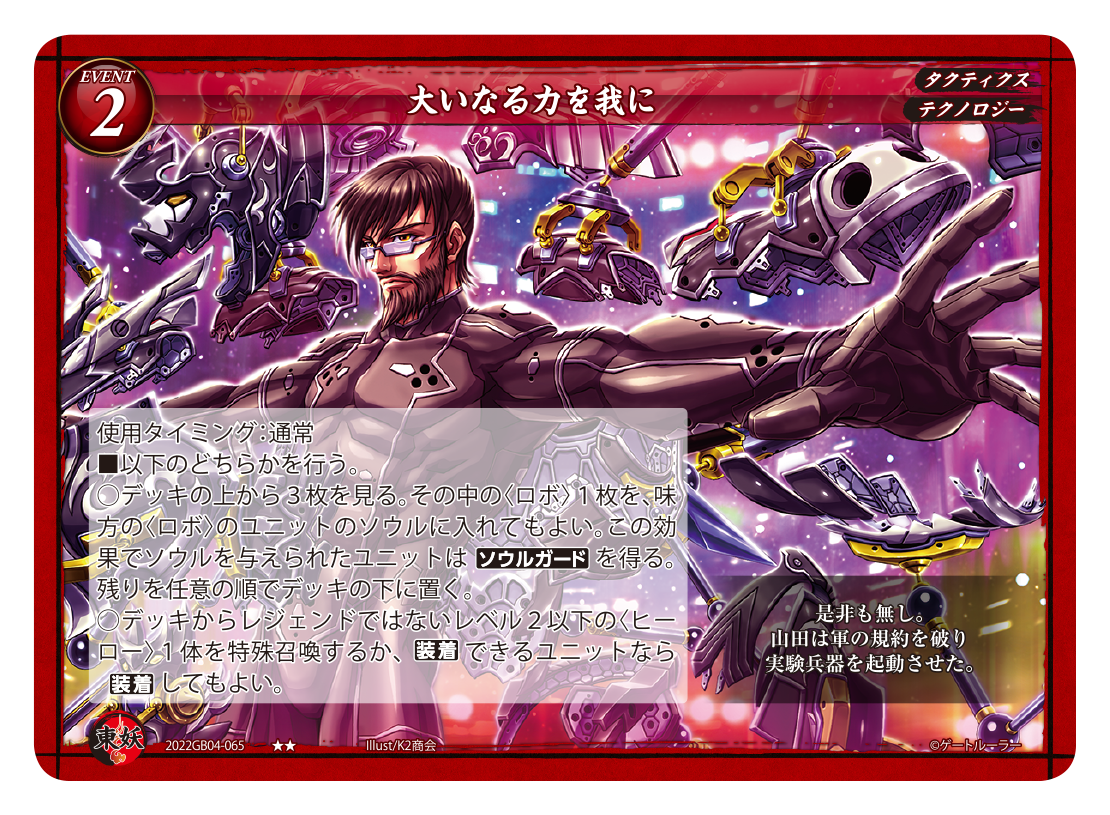 EVENT
2
大いなる力を我に
タクティクス
テクノロジー
使用タイミング：通常
■以下のどちらかを行う。
○デッキの上から３枚を見る。その中の〈ロボ〉１枚を、味
方の〈ロボ〉のユニットのソウルに入れてもよい。この効
果でソウルを与えられたユニットは ソウルガード を得る。
残りを任意の順でデッキの下に置く。
○デッキからレジェンドではないレベル２以下の〈ヒー
ロー〉１体を特殊召喚するか、装着 できるユニットなら
装着 してもよい。
是非も無し。
山田は軍の規約を破り
実験兵器を起動させた。
東妖
2022GB04-065
★★
Illust/K2商会
©ゲートルーラー